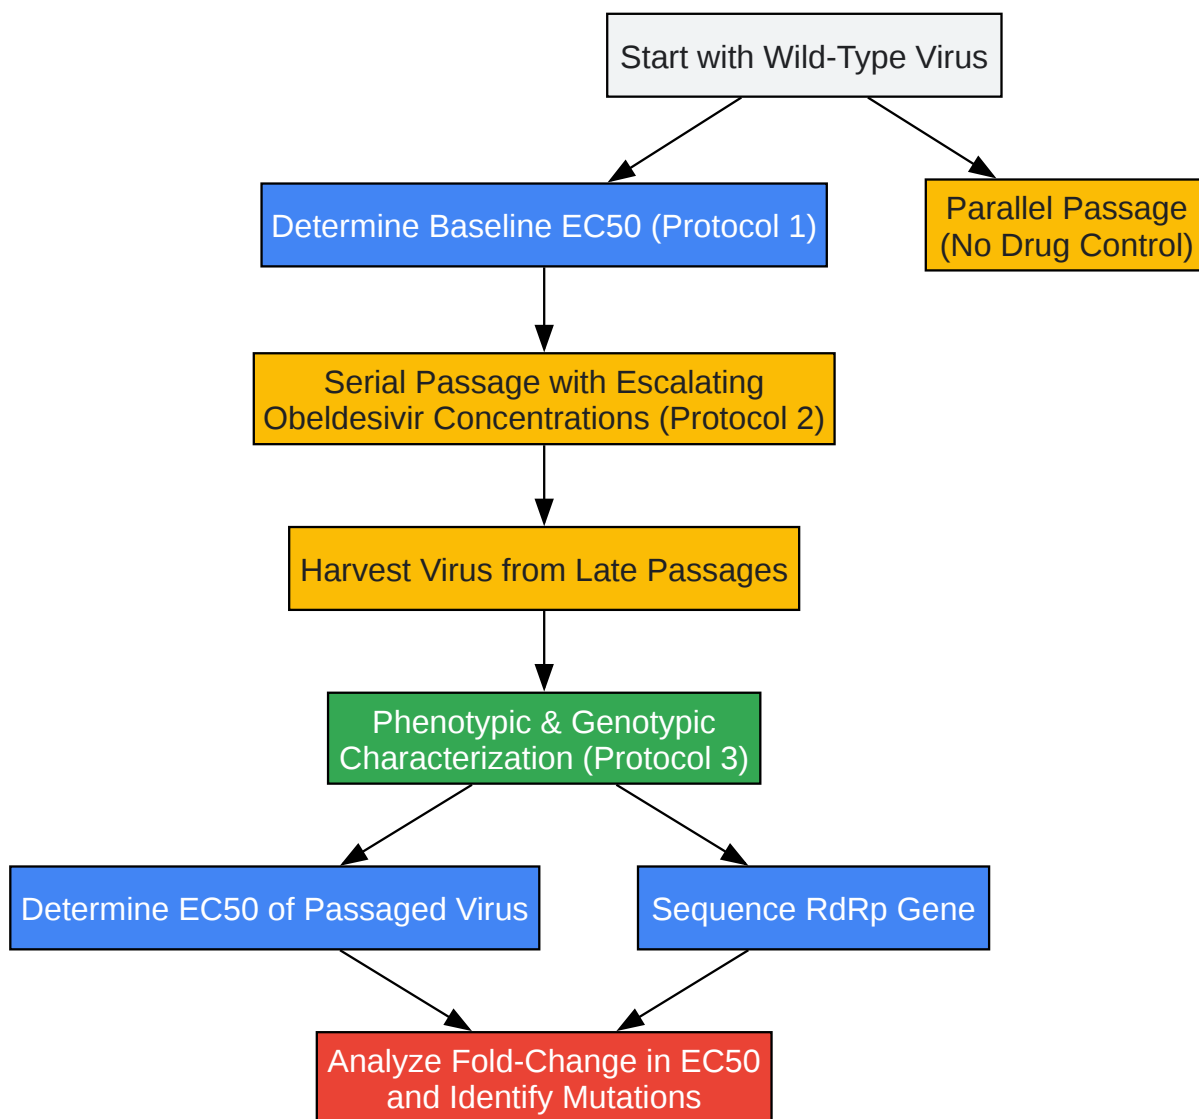 Start with Wild-Type Virus
Determine Baseline EC50 (Protocol 1)
Parallel Passage
(No Drug Control)
Serial Passage with Escalating
Obeldesivir Concentrations (Protocol 2)
Harvest Virus from Late Passages
Phenotypic & Genotypic
Characterization (Protocol 3)
Determine EC50 of Passaged Virus
Sequence RdRp Gene
Analyze Fold-Change in EC50
and Identify Mutations